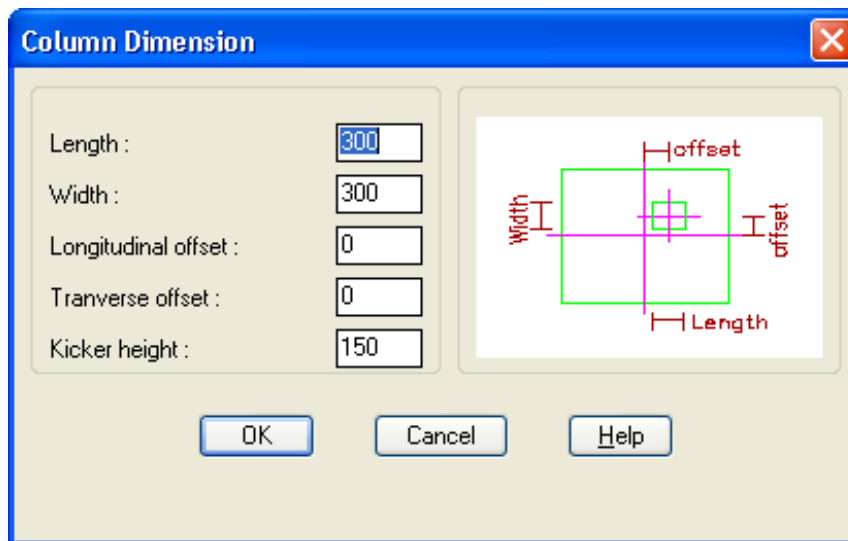 Column Dimension
Length : 300
Width : 300
Longitudinal offset : 0
Tranverse offset : 0
Kicker height : 150
offset
Width
offset
Length
OK Cancel Help